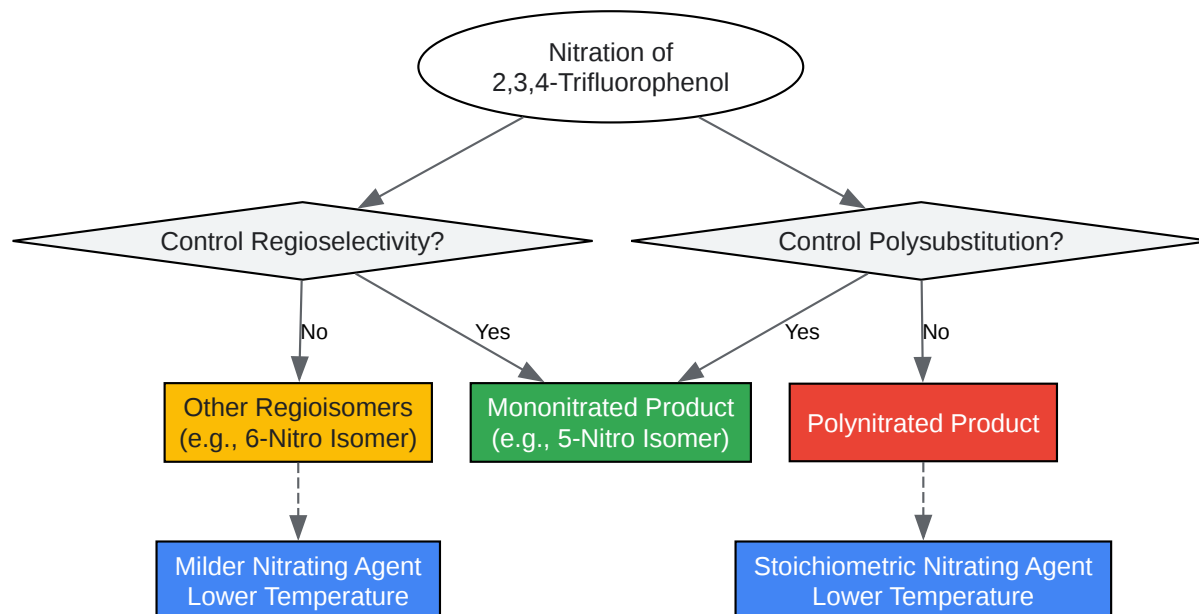 Nitration of
2,3,4-Trifluorophenol
Control Regioselectivity?
Control Polysubstitution?
No
Yes
Yes
No
Other Regioisomers
(e.g., 6-Nitro Isomer)
Mononitrated Product
(e.g., 5-Nitro Isomer)
Polynitrated Product
Milder Nitrating Agent
Lower Temperature
Stoichiometric Nitrating Agent
Lower Temperature